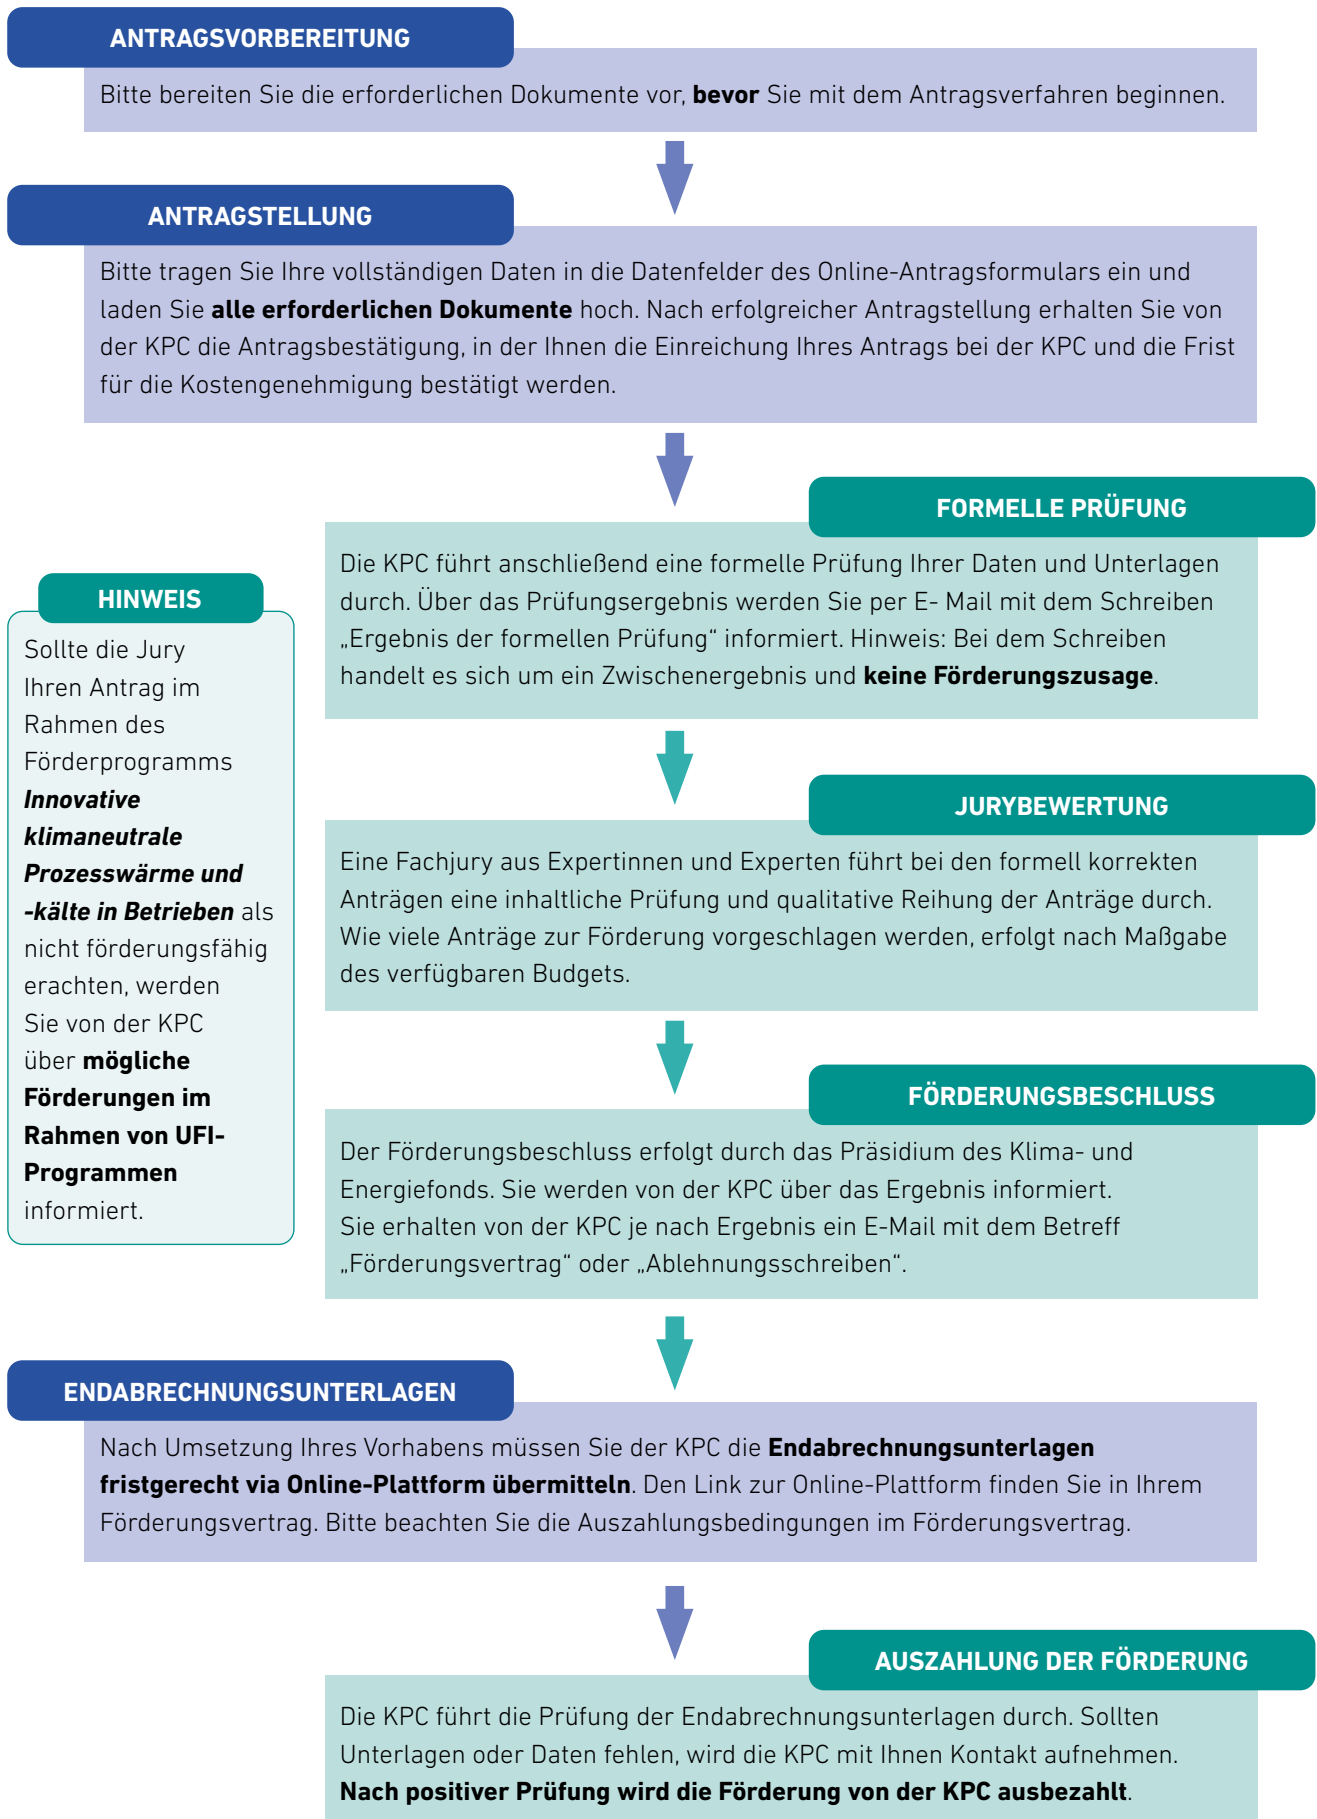 ANTRAGSVORBEREITUNG
Bitte bereiten Sie die erforderlichen Dokumente vor, bevor Sie mit dem Antragsverfahren beginnen.
ANTRAGSTELLUNG
Bitte tragen Sie Ihre vollständigen Daten in die Datenfelder des Online-Antragsformulars ein und
laden Sie alle erforderlichen Dokumente hoch. Nach erfolgreicher Antragstellung erhalten Sie von
der KPC die Antragsbestätigung, in der Ihnen die Einreichung Ihres Antrags bei der KPC und die Frist
für die Kostengenehmigung bestätigt werden.
FORMELLE PRÜFUNG
Die KPC führt anschließend eine formelle Prüfung Ihrer Daten und Unterlagen
durch. Über das Prüfungsergebnis werden Sie per E- Mail mit dem Schreiben
„Ergebnis der formellen Prüfung“ informiert. Hinweis: Bei dem Schreiben
handelt es sich um ein Zwischenergebnis und keine Förderungszusage.
HINWEIS
Sollte die Jury
Ihren Antrag im
Rahmen des
Förderprogramms
Innovative
klimaneutrale
Prozesswärme und
-kälte in Betrieben als
nicht förderungsfähig
erachten, werden
Sie von der KPC
über mögliche
Förderungen im
Rahmen von UFI-
Programmen
informiert.
JURYBEWERTUNG
Eine Fachjury aus Expertinnen und Experten führt bei den formell korrekten
Anträgen eine inhaltliche Prüfung und qualitative Reihung der Anträge durch.
Wie viele Anträge zur Förderung vorgeschlagen werden, erfolgt nach Maßgabe
des verfügbaren Budgets.
FÖRDERUNGSBESCHLUSS
Der Förderungsbeschluss erfolgt durch das Präsidium des Klima- und
Energiefonds. Sie werden von der KPC über das Ergebnis informiert.
Sie erhalten von der KPC je nach Ergebnis ein E-Mail mit dem Betreff
„Förderungsvertrag“ oder „Ablehnungsschreiben“.
ENDABRECHNUNGSUNTERLAGEN
Nach Umsetzung Ihres Vorhabens müssen Sie der KPC die Endabrechnungsunterlagen
fristgerecht via Online-Plattform übermitteln. Den Link zur Online-Plattform finden Sie in Ihrem
Förderungsvertrag. Bitte beachten Sie die Auszahlungsbedingungen im Förderungsvertrag.
AUSZAHLUNG DER FÖRDERUNG
Die KPC führt die Prüfung der Endabrechnungsunterlagen durch. Sollten
Unterlagen oder Daten fehlen, wird die KPC mit Ihnen Kontakt aufnehmen.
Nach positiver Prüfung wird die Förderung von der KPC ausbezahlt.